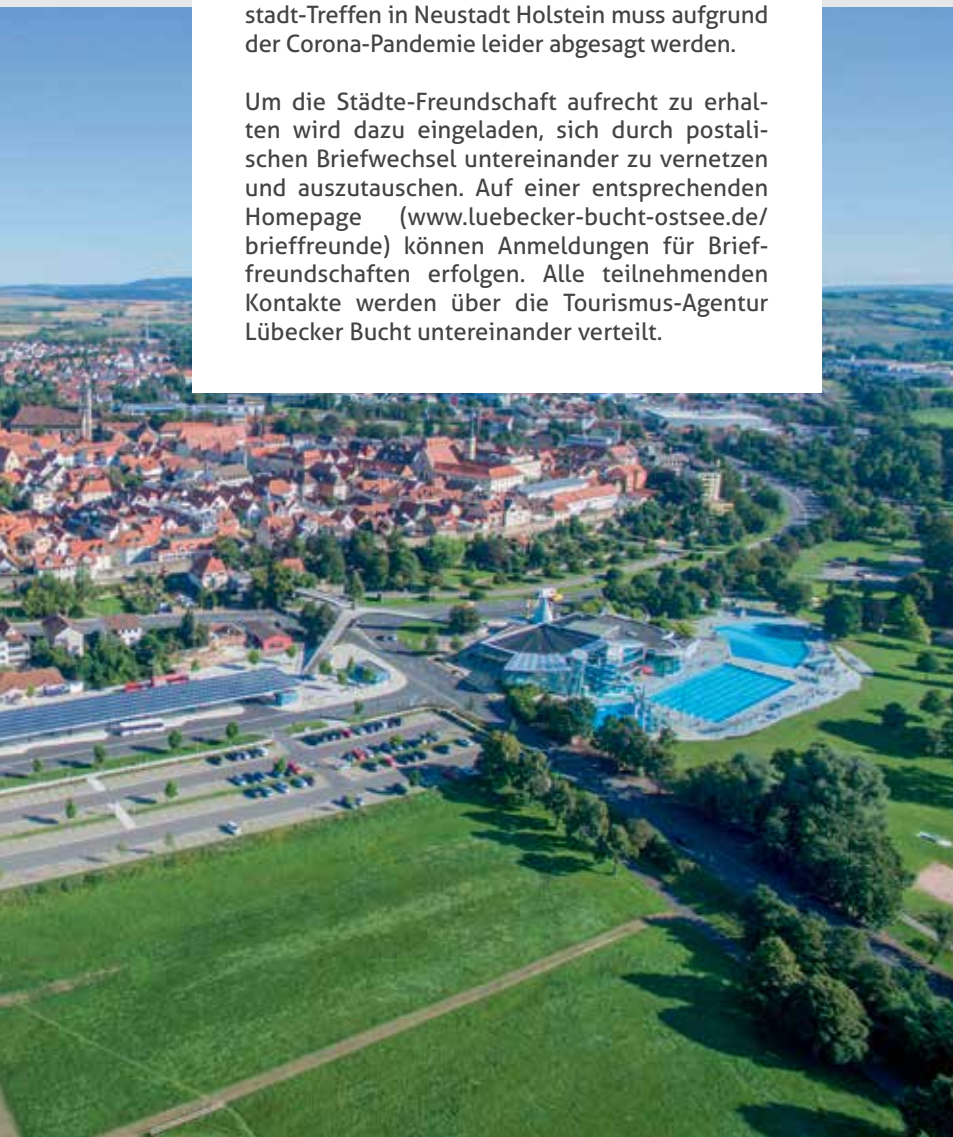 stadt-Treffen in Neustadt Holstein muss aufgrund
der Corona-Pandemie leider abgesagt werden.
Um die Städte-Freundschaft aufrecht zu erhal-
ten wird dazu eingeladen, sich durch postali-
schen Briefwechsel untereinander zu vernetzen
und auszutauschen. Auf einer entsprechenden
Homepage (www.luebecker-bucht-ostsee.de/
brieffreunde) können Anmeldungen für Brief-
freundschaften erfolgen. Alle teilnehmenden
Kontakte werden über die Tourismus-Agentur
Lübecker Bucht untereinander verteilt.